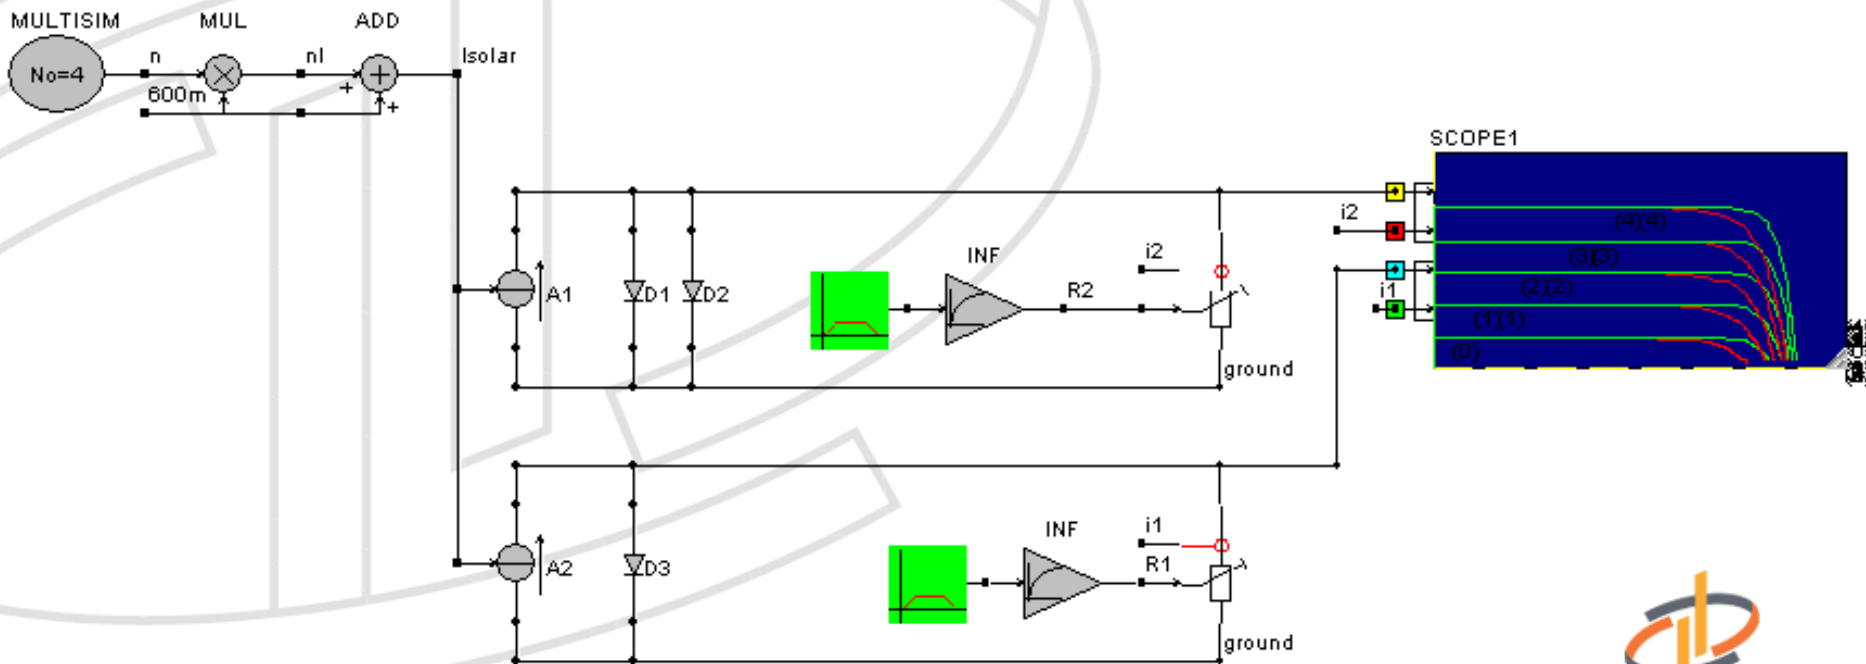 MULTISIM MUL ADD
No=4 n nI Isolar
600m + +
SCOPE1
i2
(4)(4)
i2
INF
(3)(3)
A1 D1 D2 R2 i1 (2)(2)
(1)(1)
(0)
ground
i1
INF
A2 D3 R1
ground